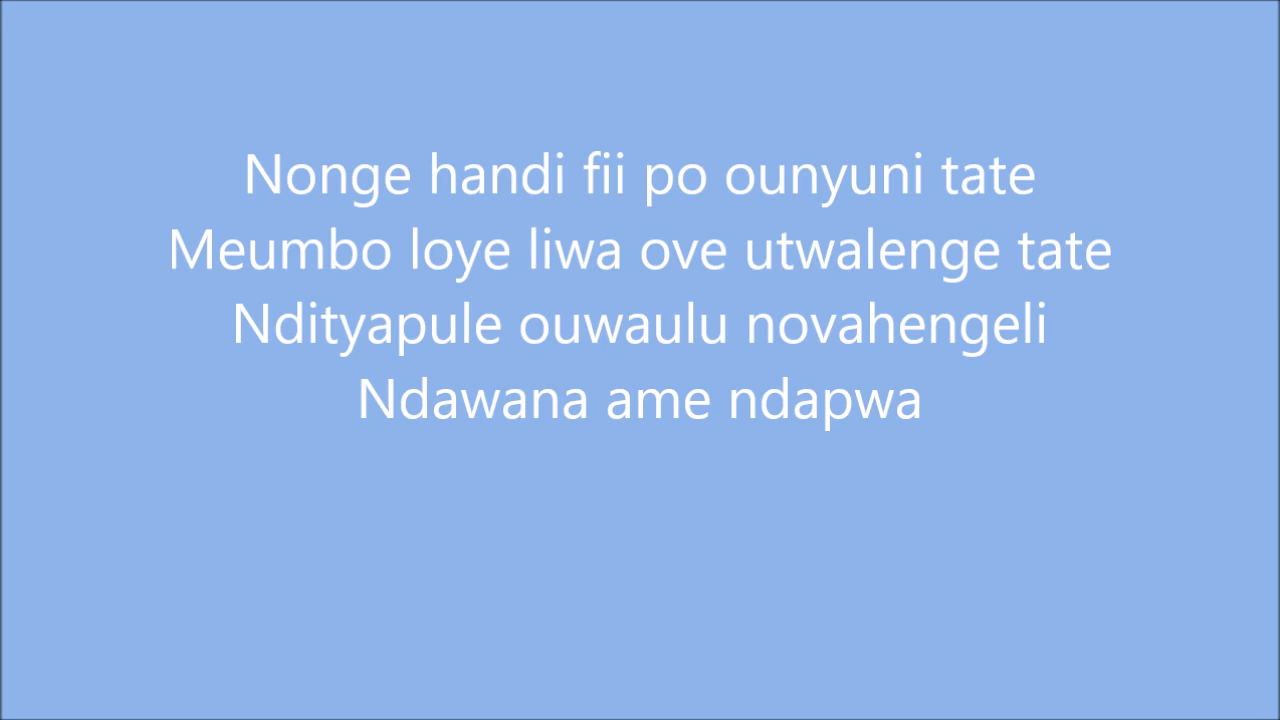 Nonge handi fii po ounyuni tate
Meumbo loye liwa ove utwalenge tate
Ndityapule ouwaulu novahengeli
Ndawana ame ndapwa